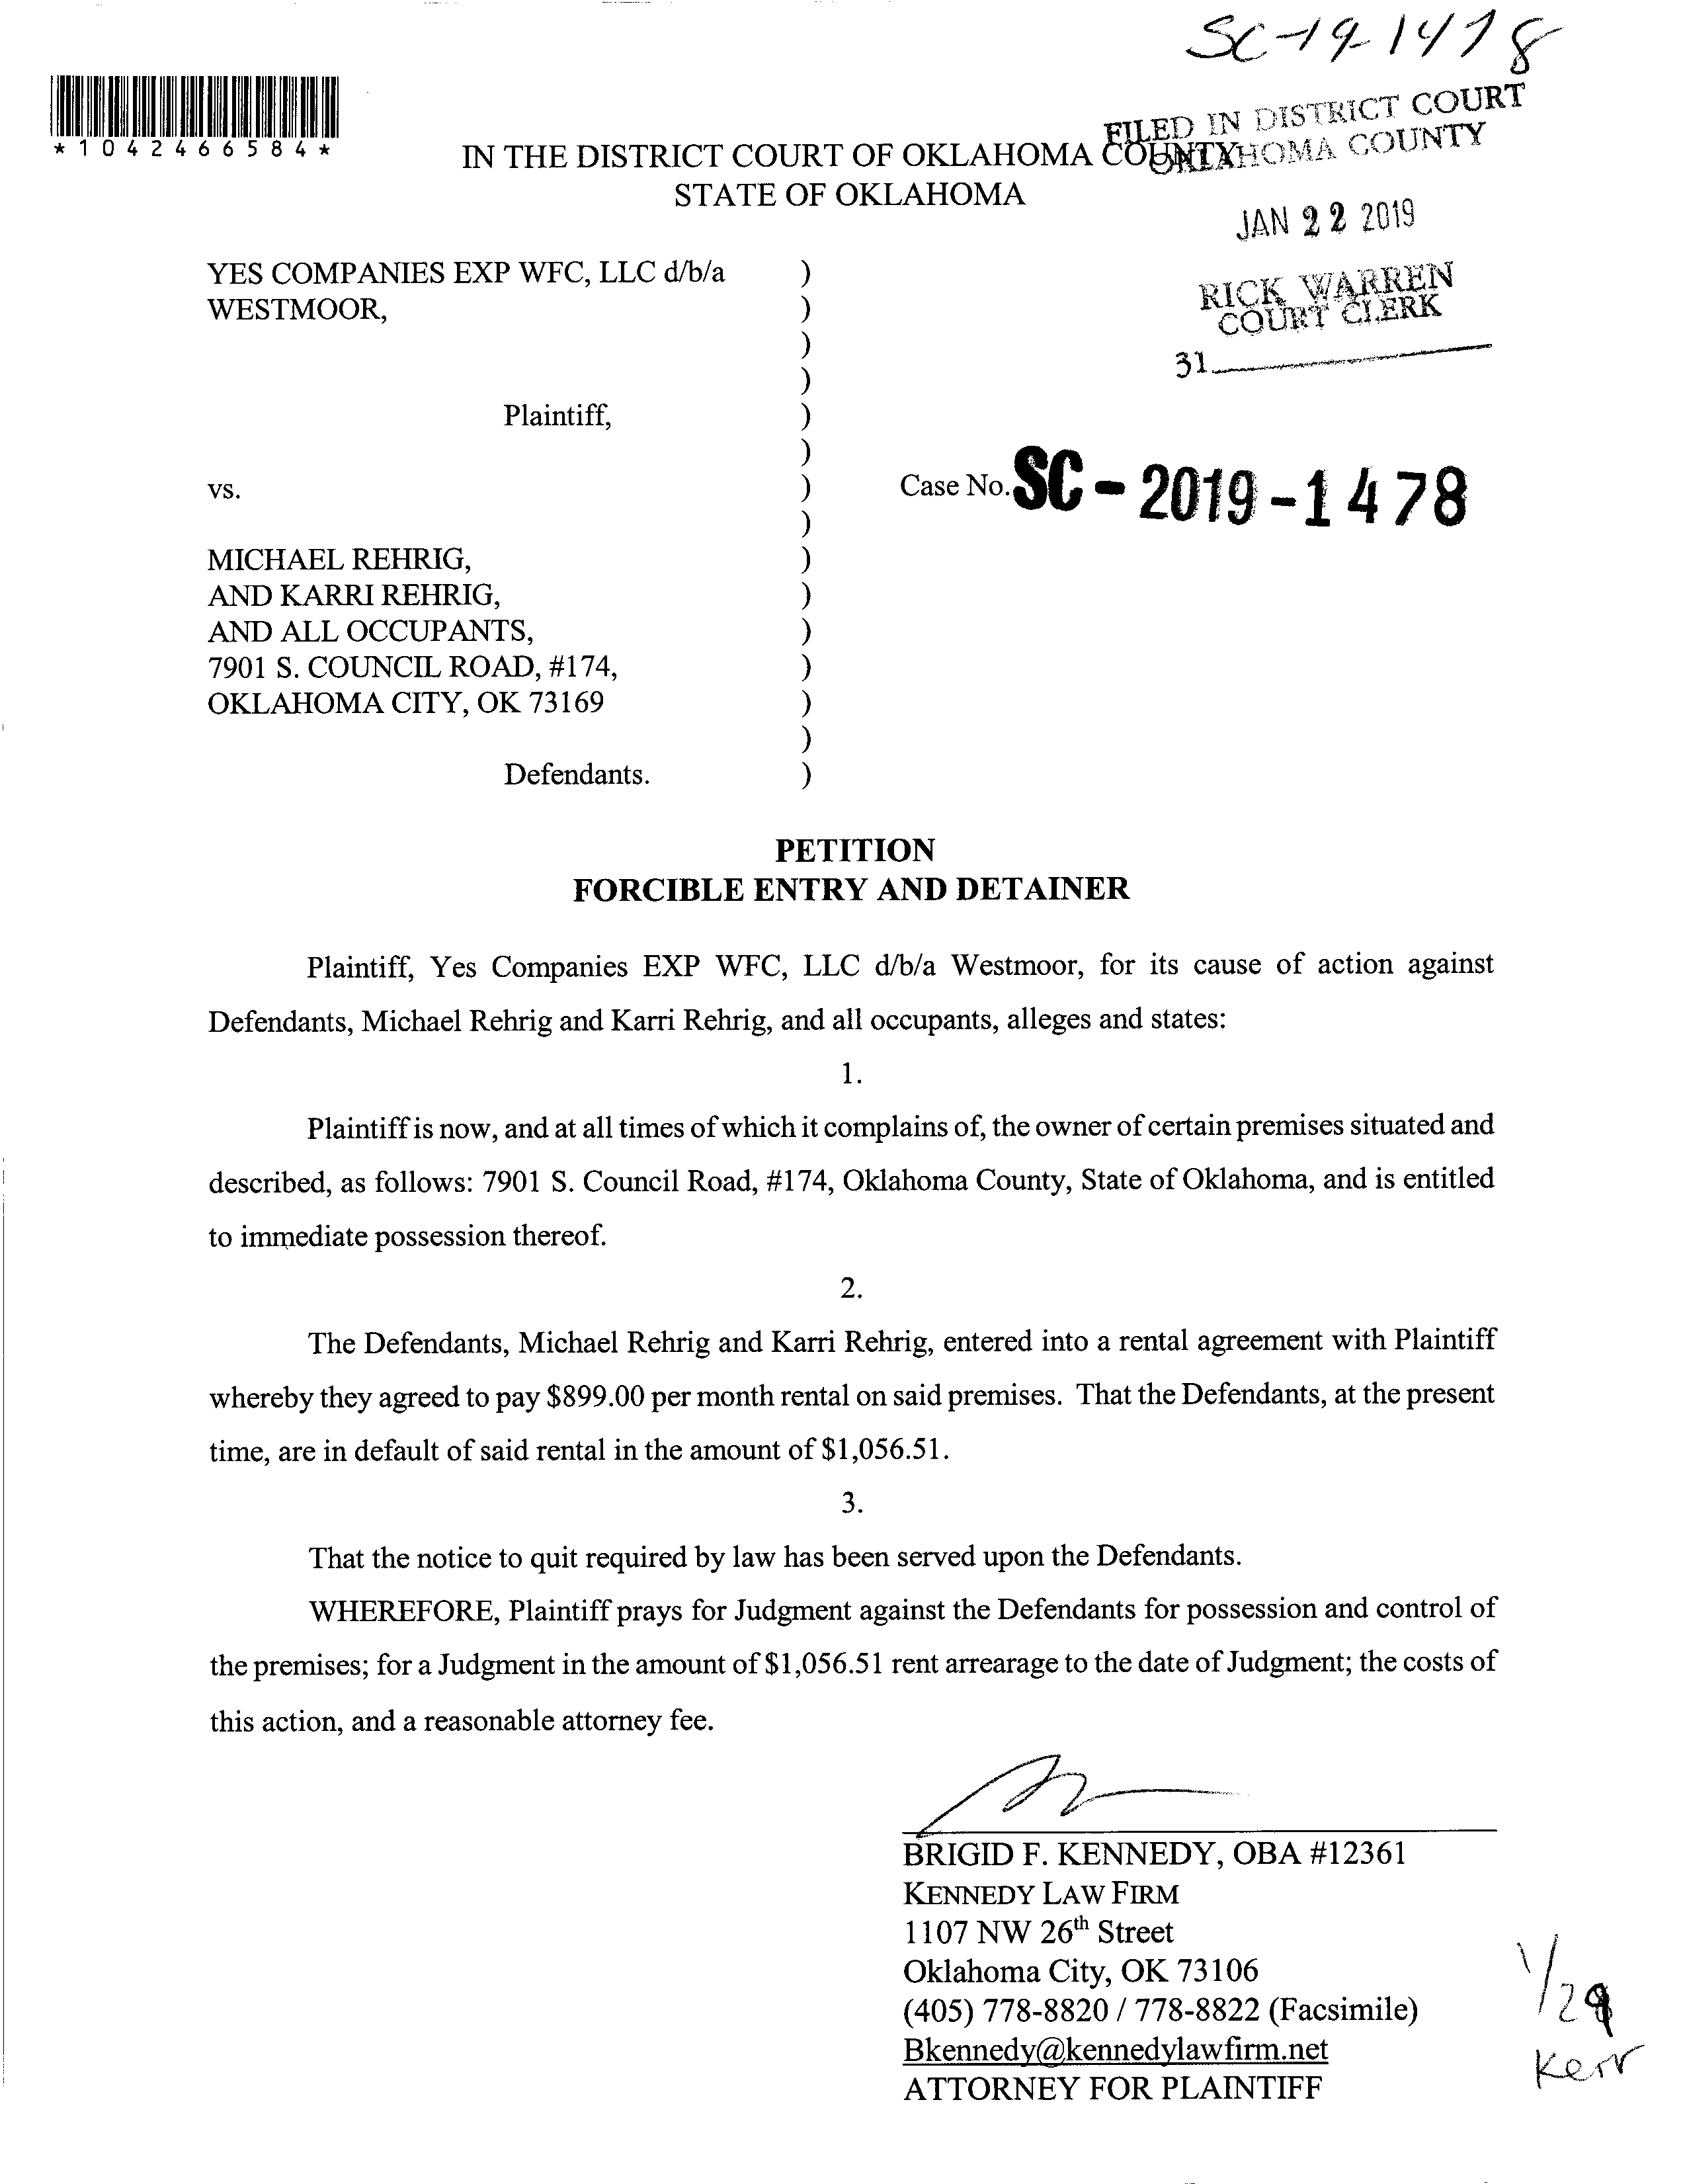 SC-19-1478
*1042466584*
FILED IN DISTRICT COURT
OKLAHOMA COUNTY
IN THE DISTRICT COURT OF OKLAHOMA COUNTY
STATE OF OKLAHOMA
JAN 22 2019
RICK WARREN
COURT CLERK
31
YES COMPANIES EXP WFC, LLC d/b/a )
WESTMOOR, )
)
)
Plaintiff, )
)
vs. ) Case No. SC-2019-1478
)
MICHAEL REHRIG, )
AND KARRI REHRIG, )
AND ALL OCCUPANTS, )
7901 S. COUNCIL ROAD, #174, )
OKLAHOMA CITY, OK 73169 )
)
Defendants. )
PETITION
FORCIBLE ENTRY AND DETAINER
Plaintiff, Yes Companies EXP WFC, LLC d/b/a Westmoor, for its cause of action against
Defendants, Michael Rehrig and Karri Rehrig, and all occupants, alleges and states:
1.
Plaintiff is now, and at all times of which it complains of, the owner of certain premises situated and
described, as follows: 7901 S. Council Road, #174, Oklahoma County, State of Oklahoma, and is entitled
to immediate possession thereof.
2.
The Defendants, Michael Rehrig and Karri Rehrig, entered into a rental agreement with Plaintiff
whereby they agreed to pay $899.00 per month rental on said premises. That the Defendants, at the present
time, are in default of said rental in the amount of $1,056.51.
3.
That the notice to quit required by law has been served upon the Defendants.
WHEREFORE, Plaintiff prays for Judgment against the Defendants for possession and control of
the premises; for a Judgment in the amount of $1,056.51 rent arrearage to the date of Judgment; the costs of
this action, and a reasonable attorney fee.
BRIGID F. KENNEDY, OBA #12361
KENNEDY LAW FIRM
1107 NW 26th Street
Oklahoma City, OK 73106
(405) 778-8820 / 778-8822 (Facsimile)
Bkennedy@kennedylawfirm.net
ATTORNEY FOR PLAINTIFF
Kerr